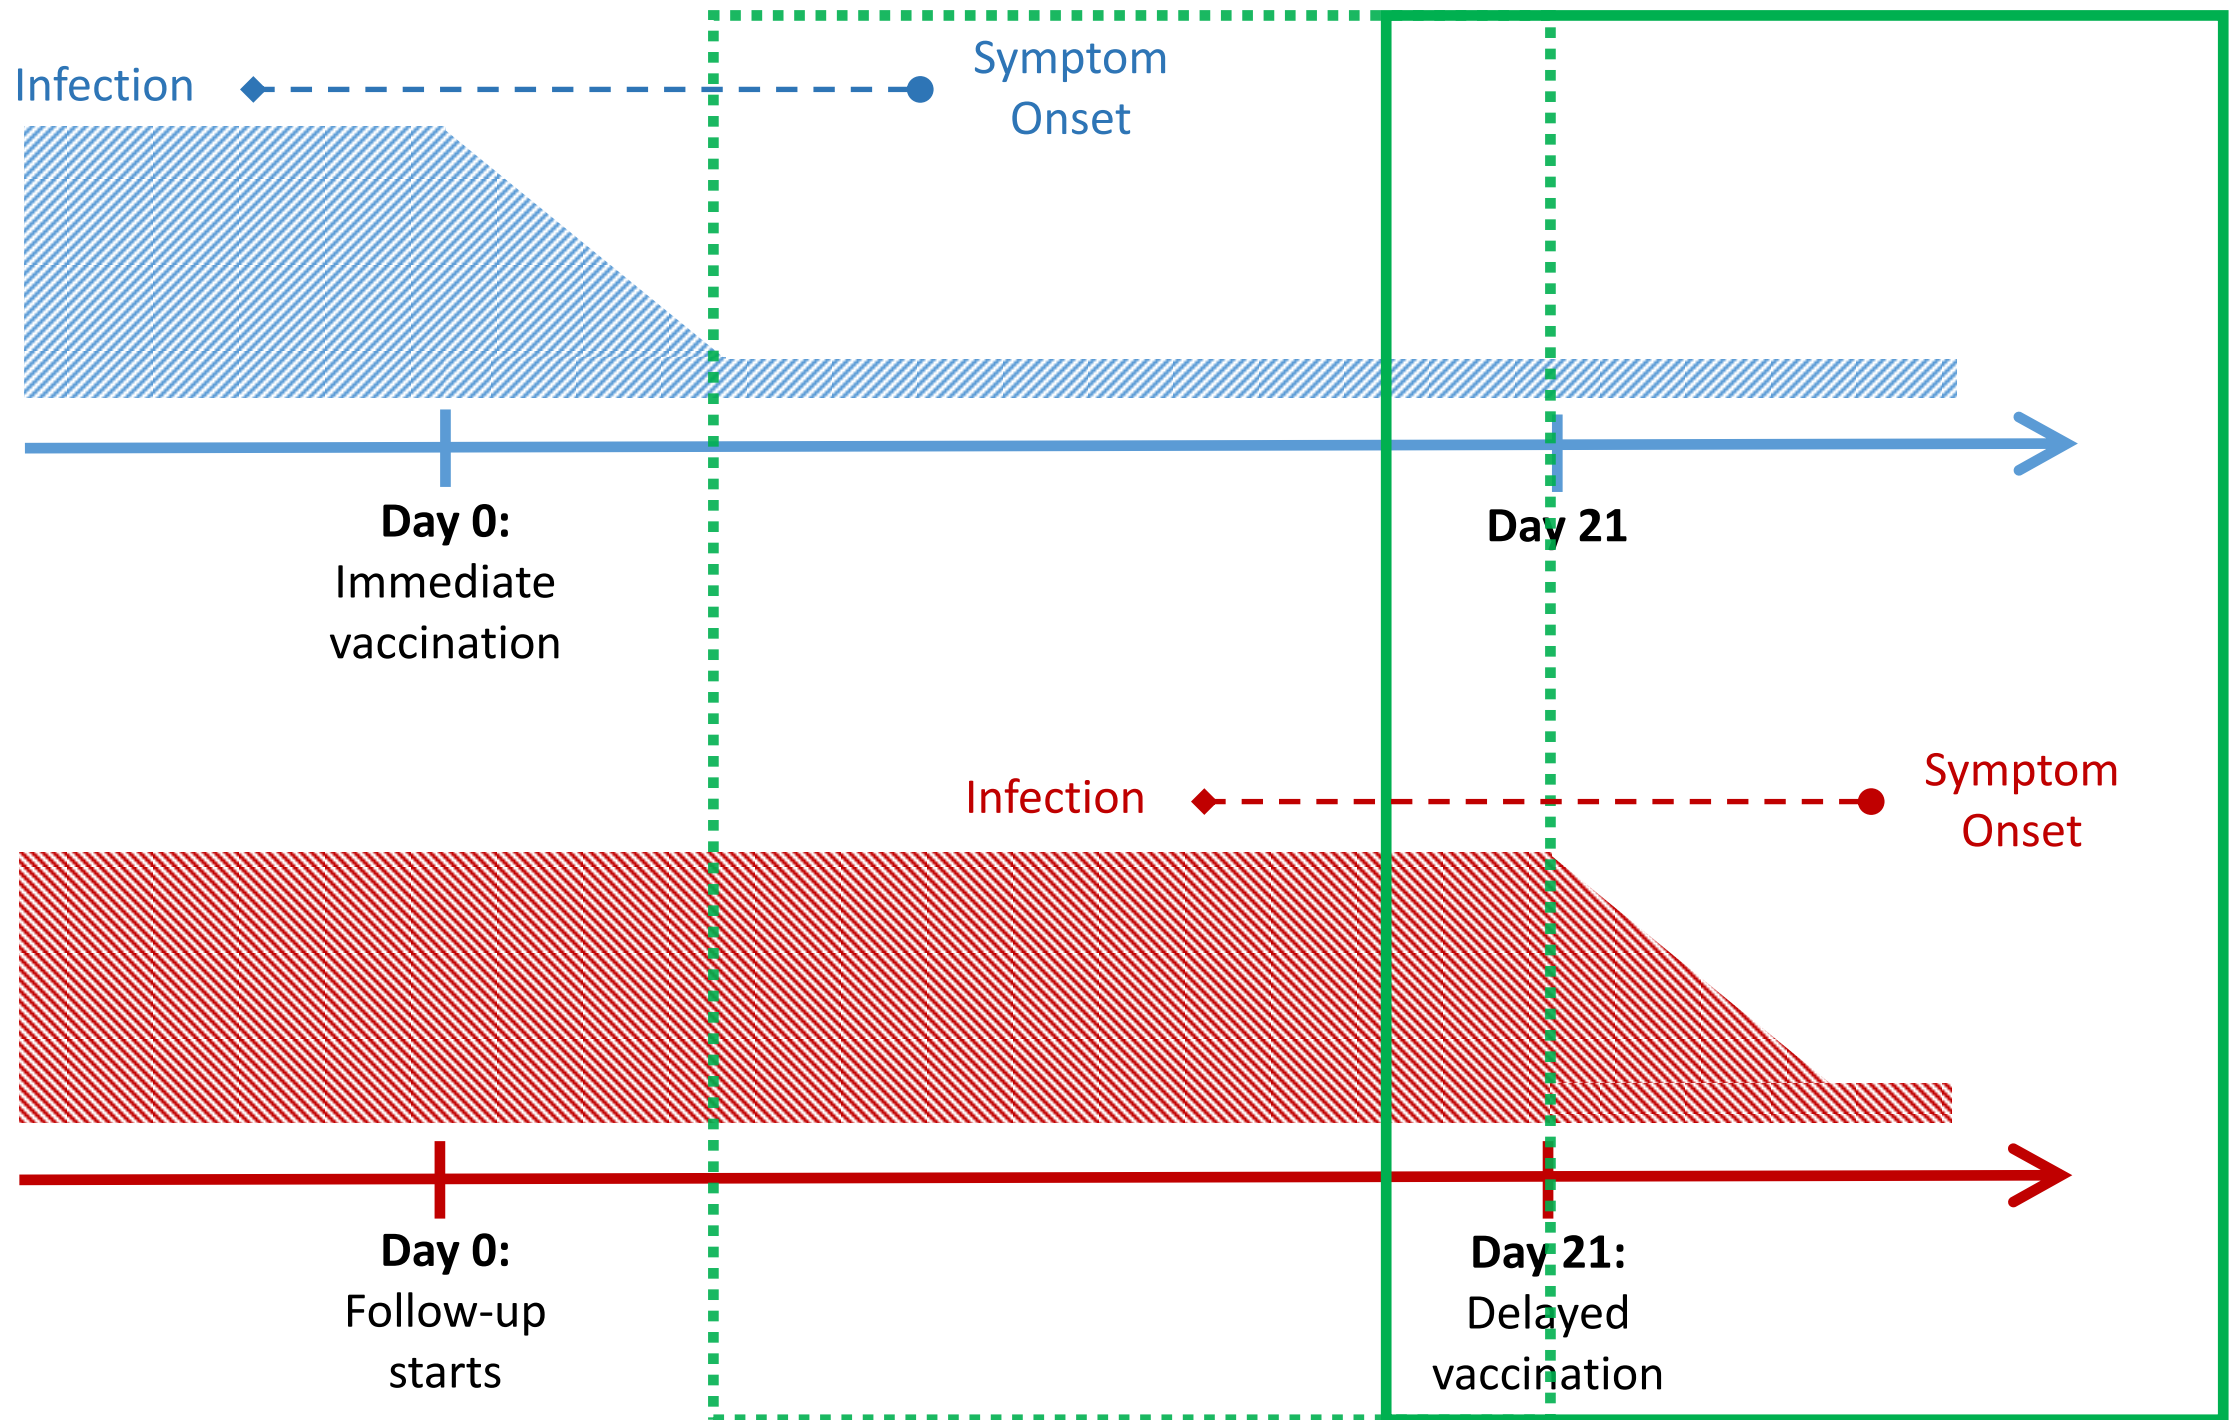 Infection
Symptom
Onset
Day 0:
Immediate
vaccination
Day 21
Infection
Symptom
Onset
Day 0:
Follow-up
starts
Day 21:
Delayed
vaccination